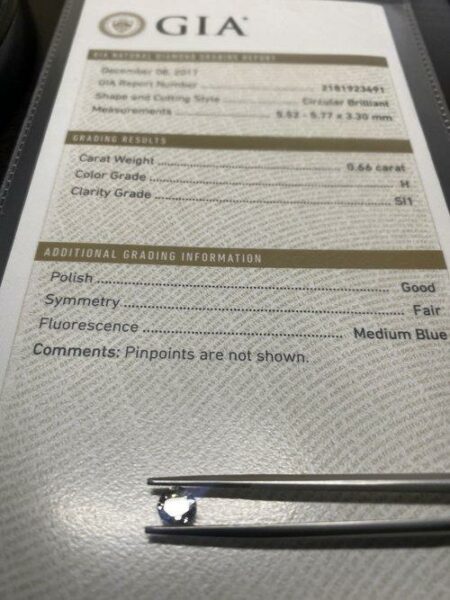 GIA®
GIA NATURAL DIAMOND GRADING REPORT
December 08, 2017
GIA Report Number 2181923691
Shape and Cutting Style Circular Brilliant
Measurements 5.52 - 5.77 x 3.30 mm
GRADING RESULTS
Carat Weight 0.66 carat
Color Grade H
Clarity Grade SI1
ADDITIONAL GRADING INFORMATION
Polish Good
Symmetry Fair
Fluorescence Medium Blue
Comments: Pinpoints are not shown.